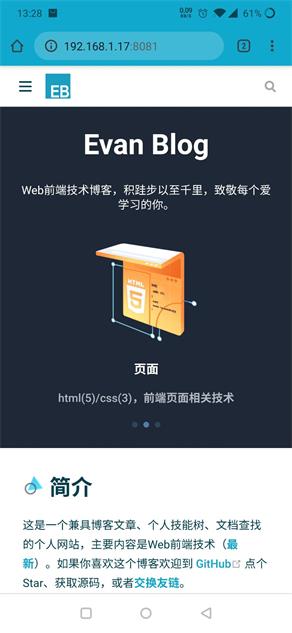 13:28
0.09
KB/S
61%
192.168.1.17:8081
2
EB
Evan Blog
Web前端技术博客，积跬步以至千里，致敬每个爱
学习的你。
HTML
5
页面
html(5)/css(3)，前端页面相关技术
简介
这是一个兼具博客文章、个人技能树、文档查找
的个人网站，主要内容是Web前端技术（最
新）。如果你喜欢这个博客欢迎到 GitHub 点个
Star、获取源码，或者交换友链。